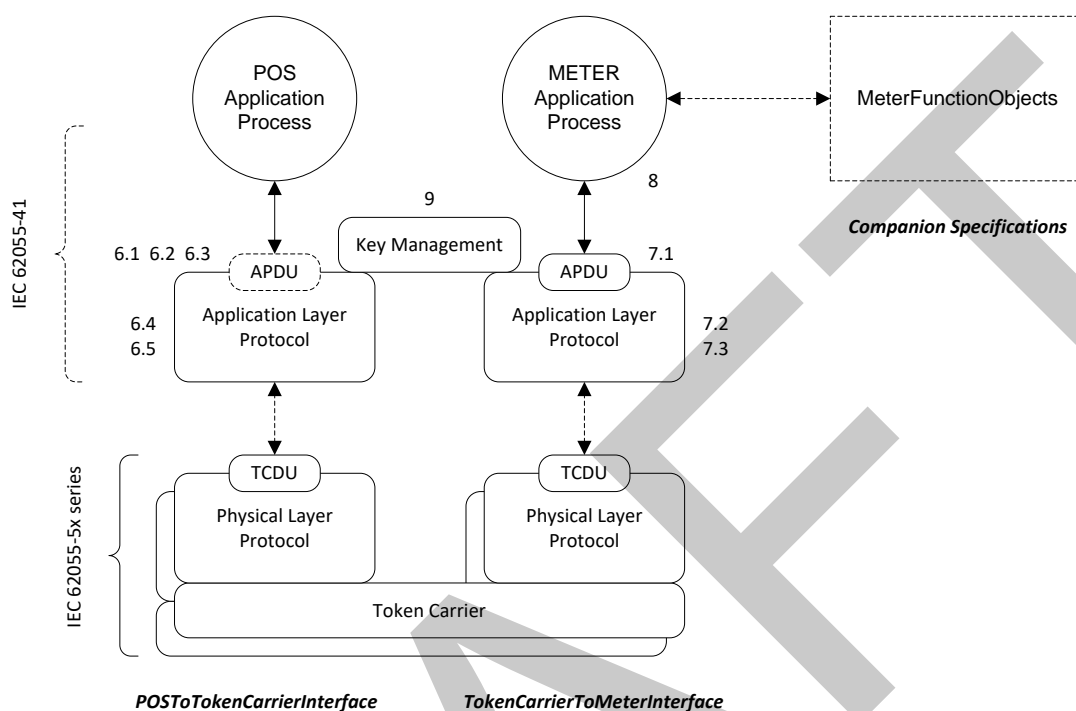 POS
Application
Process
METER
Application
Process
MeterFunctionObjects
IEC 62055-41
8
9
Companion Specifications
Key Management
6.1 6.2 6.3
APDU
APDU
7.1
Application Layer
Protocol
Application Layer
Protocol
6.4
6.5
7.2
7.3
IEC 62055-5x series
TCDU
TCDU
Physical Layer
Protocol
Physical Layer
Protocol
Token Carrier
POSToTokenCarrierInterface
TokenCarrierToMeterInterface